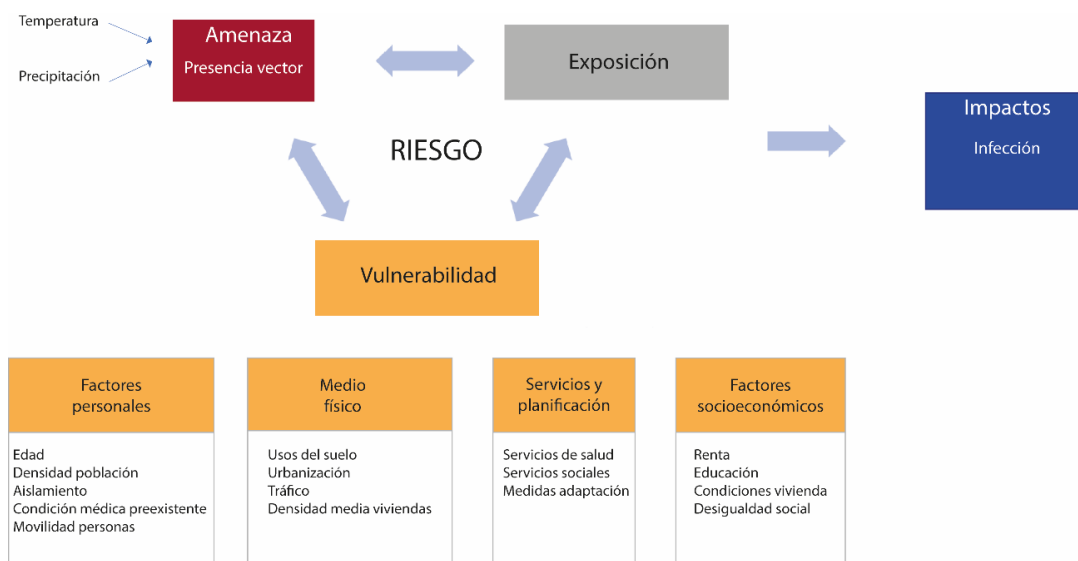 Temperatura
Precipitación
Amenaza
Presencia vector
Exposición
RIESGO
Impactos
Infección
Vulnerabilidad
Factores
personales
Edad
Densidad población
Aislamiento
Condición médica preexistente
Movilidad personas
Medio
físico
Usos del suelo
Urbanización
Tráfico
Densidad media viviendas
Servicios y
planificación
Servicios de salud
Servicios sociales
Medidas adaptación
Factores
socioeconómicos
Renta
Educación
Condiciones vivienda
Desigualdad social